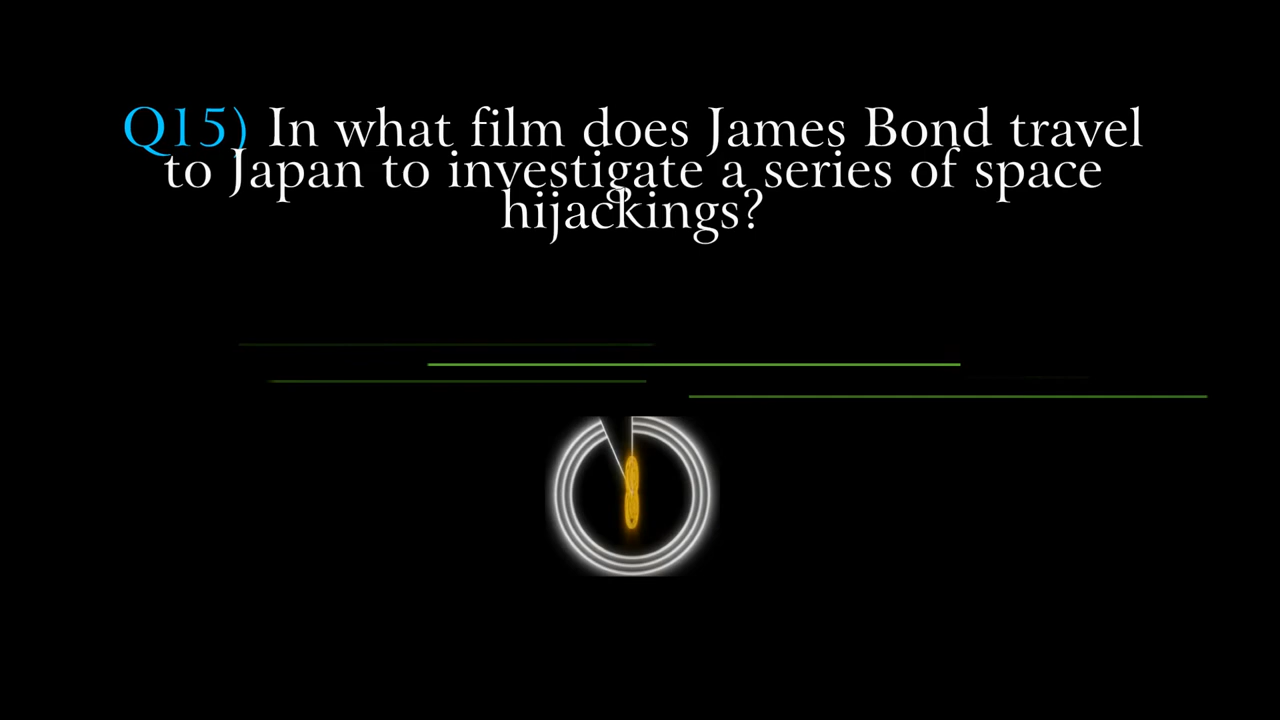 Q15) In what film does James Bond travel
to Japan to investigate a series of space
hijackings?